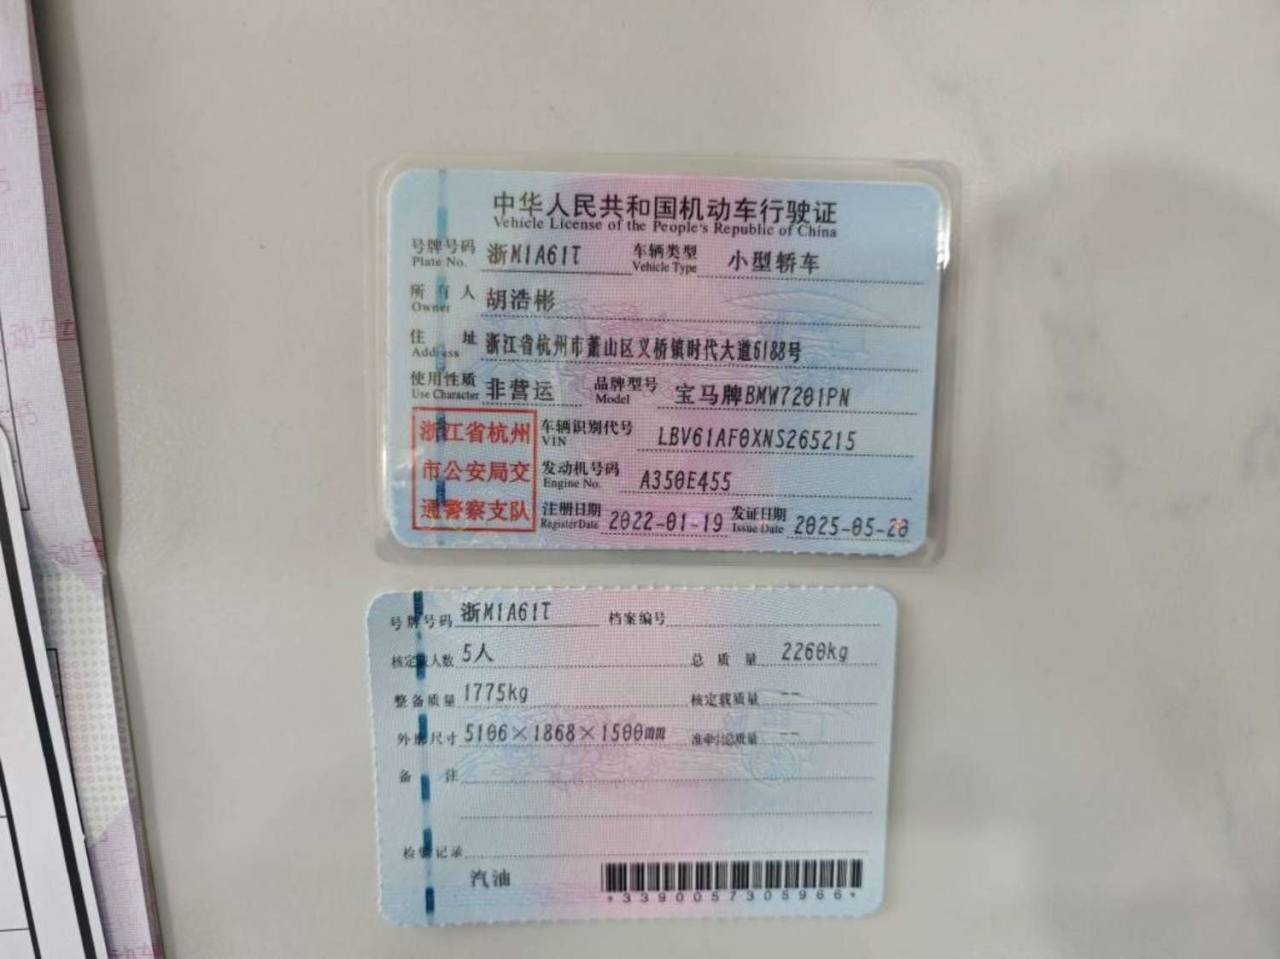 中华人民共和国机动车行驶证
Vehicle License of the People's Republic of China
号牌号码 浙M1A61T 车辆类型 小型轿车
Plate No. Vehicle Type
所有人 胡浩彬
Owner
住址 浙江省杭州市萧山区义桥镇时代大道6188号
Address
使用性质 非营运 品牌型号 宝马牌BMW7201PN
Use Character Model
浙江省杭州
市公安局交
通警察支队
车辆识别代号 LBV61AF0XNS265215
VIN
发动机号码 A350E455
Engine No.
注册日期 2022-01-19 发证日期 2025-05-20
Register Date Issue Date
号牌号码 浙M1A61T 档案编号
核定载人数 5人 总质量 2260kg
整备质量 1775kg 核定载质量 --
外廓尺寸 5106×1868×1500mm 准牵引总质量 --
备注
检验记录
汽油
*3390057305966*